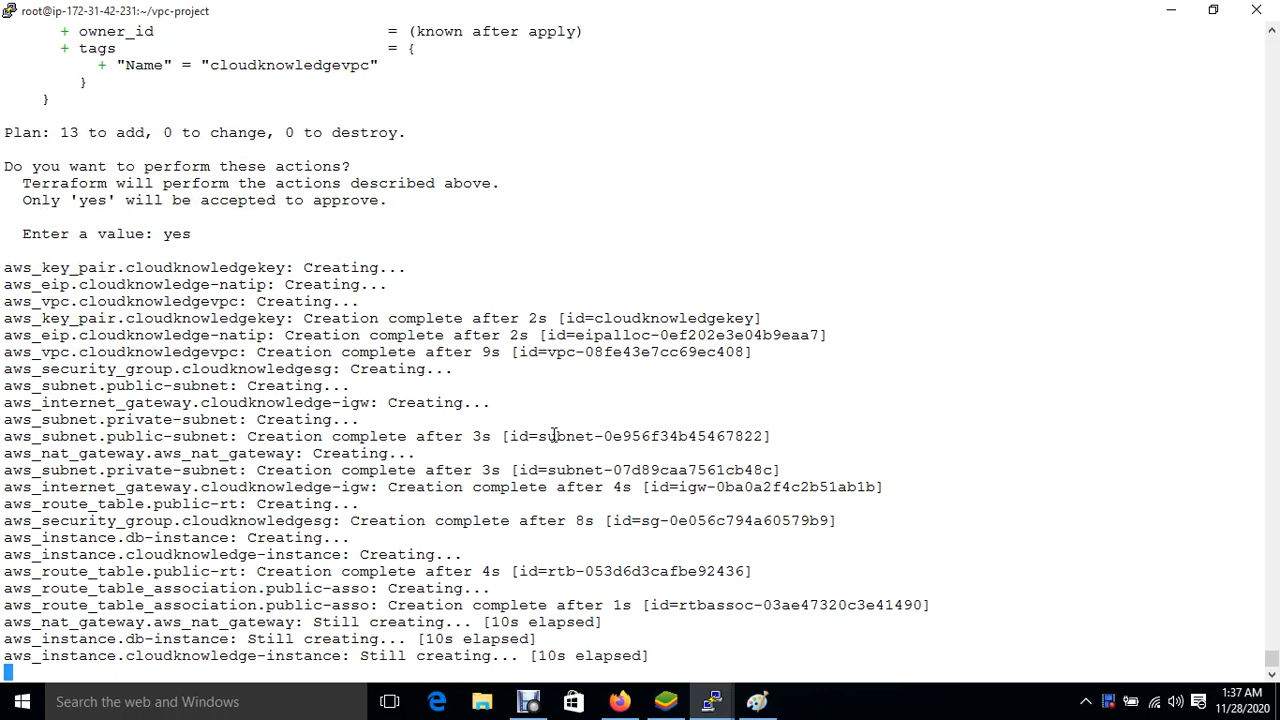 root@ip-172-31-42-231:~/vpc-project
+ owner_id = (known after apply)
+ tags = {
+ "Name" = "cloudknowledgevpc"
}
}
Plan: 13 to add, 0 to change, 0 to destroy.
Do you want to perform these actions?
Terraform will perform the actions described above.
Only 'yes' will be accepted to approve.
Enter a value: yes
aws_key_pair.cloudknowledgekey: Creating...
aws_eip.cloudknowledge-natip: Creating...
aws_vpc.cloudknowledgevpc: Creating...
aws_key_pair.cloudknowledgekey: Creation complete after 2s [id=cloudknowledgekey]
aws_eip.cloudknowledge-natip: Creation complete after 2s [id=eipalloc-0ef202e3e04b9eaa7]
aws_vpc.cloudknowledgevpc: Creation complete after 9s [id=vpc-08fe43e7cc69ec408]
aws_security_group.cloudknowledgesg: Creating...
aws_subnet.public-subnet: Creating...
aws_internet_gateway.cloudknowledge-igw: Creating...
aws_subnet.private-subnet: Creating...
aws_subnet.public-subnet: Creation complete after 3s [id=subnet-0e956f34b45467822]
aws_nat_gateway.aws_nat_gateway: Creating...
aws_subnet.private-subnet: Creation complete after 3s [id=subnet-07d89caa7561cb48c]
aws_internet_gateway.cloudknowledge-igw: Creation complete after 4s [id=igw-0ba0a2f4c2b51ab1b]
aws_route_table.public-rt: Creating...
aws_security_group.cloudknowledgesg: Creation complete after 8s [id=sg-0e056c794a60579b9]
aws_instance.db-instance: Creating...
aws_instance.cloudknowledge-instance: Creating...
aws_route_table.public-rt: Creation complete after 4s [id=rtb-053d6d3cafbe92436]
aws_route_table_association.public-asso: Creating...
aws_route_table_association.public-asso: Creation complete after 1s [id=rtbassoc-03ae47320c3e41490]
aws_nat_gateway.aws_nat_gateway: Still creating... [10s elapsed]
aws_instance.db-instance: Still creating... [10s elapsed]
aws_instance.cloudknowledge-instance: Still creating... [10s elapsed]
Search the web and Windows
1:37 AM
11/28/2020